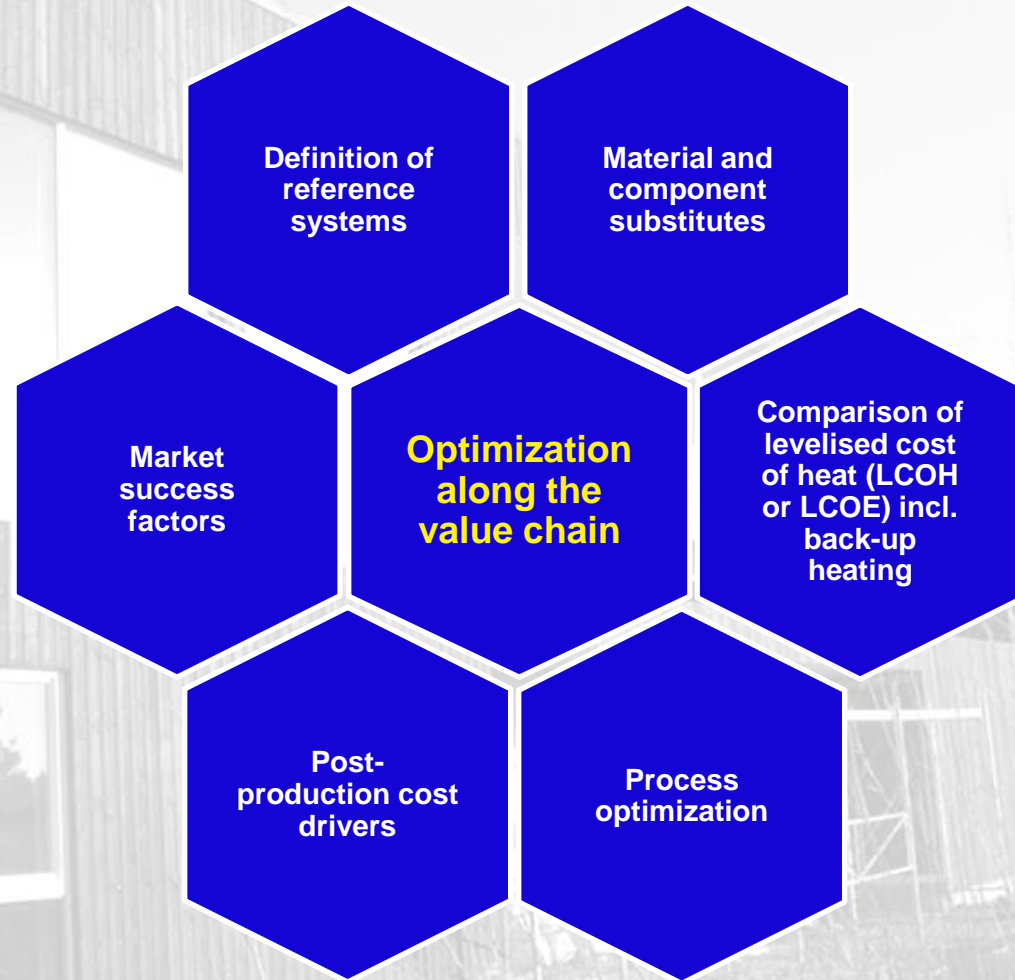 Definition of
reference
systems
Material and
component
substitutes
Market
success
factors
Optimization
along the
value chain
Comparison of
levelised cost
of heat (LCOH
or LCOE) incl.
back-up
heating
Post-
production cost
drivers
Process
optimization